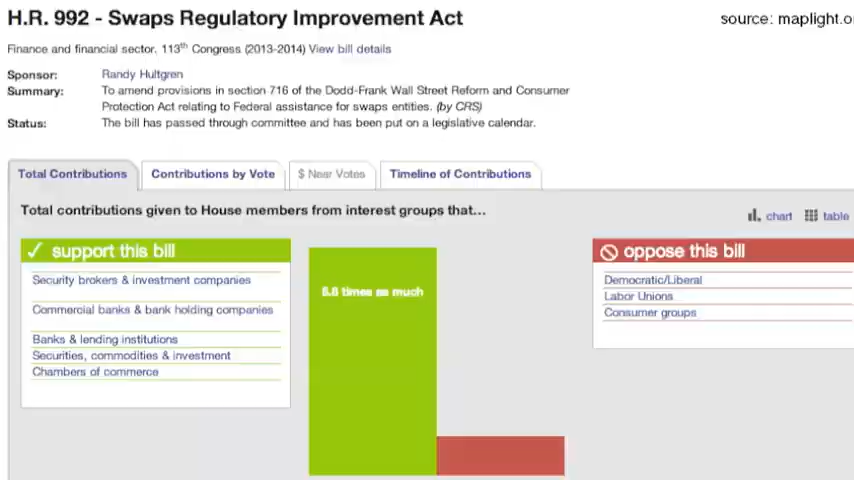 H.R. 992 - Swaps Regulatory Improvement Act
source: maplight.o
Finance and financial sector. 113th Congress (2013-2014) View bill details
Sponsor: Randy Hultgren
Summary: To amend provisions in section 716 of the Dodd-Frank Wall Street Reform and Consumer
Protection Act relating to Federal assistance for swaps entities. (by CRS)
Status: The bill has passed through committee and has been put on a legislative calendar.
Total Contributions
Contributions by Vote
$ Near Votes
Timeline of Contributions
Total contributions given to House members from interest groups that...
chart
table
support this bill
Security brokers & investment companies
Commercial banks & bank holding companies
Banks & lending institutions
Securities, commodities & investment
Chambers of commerce
times as much
oppose this bill
Democratic/Liberal
Labor Unions
Consumer groups